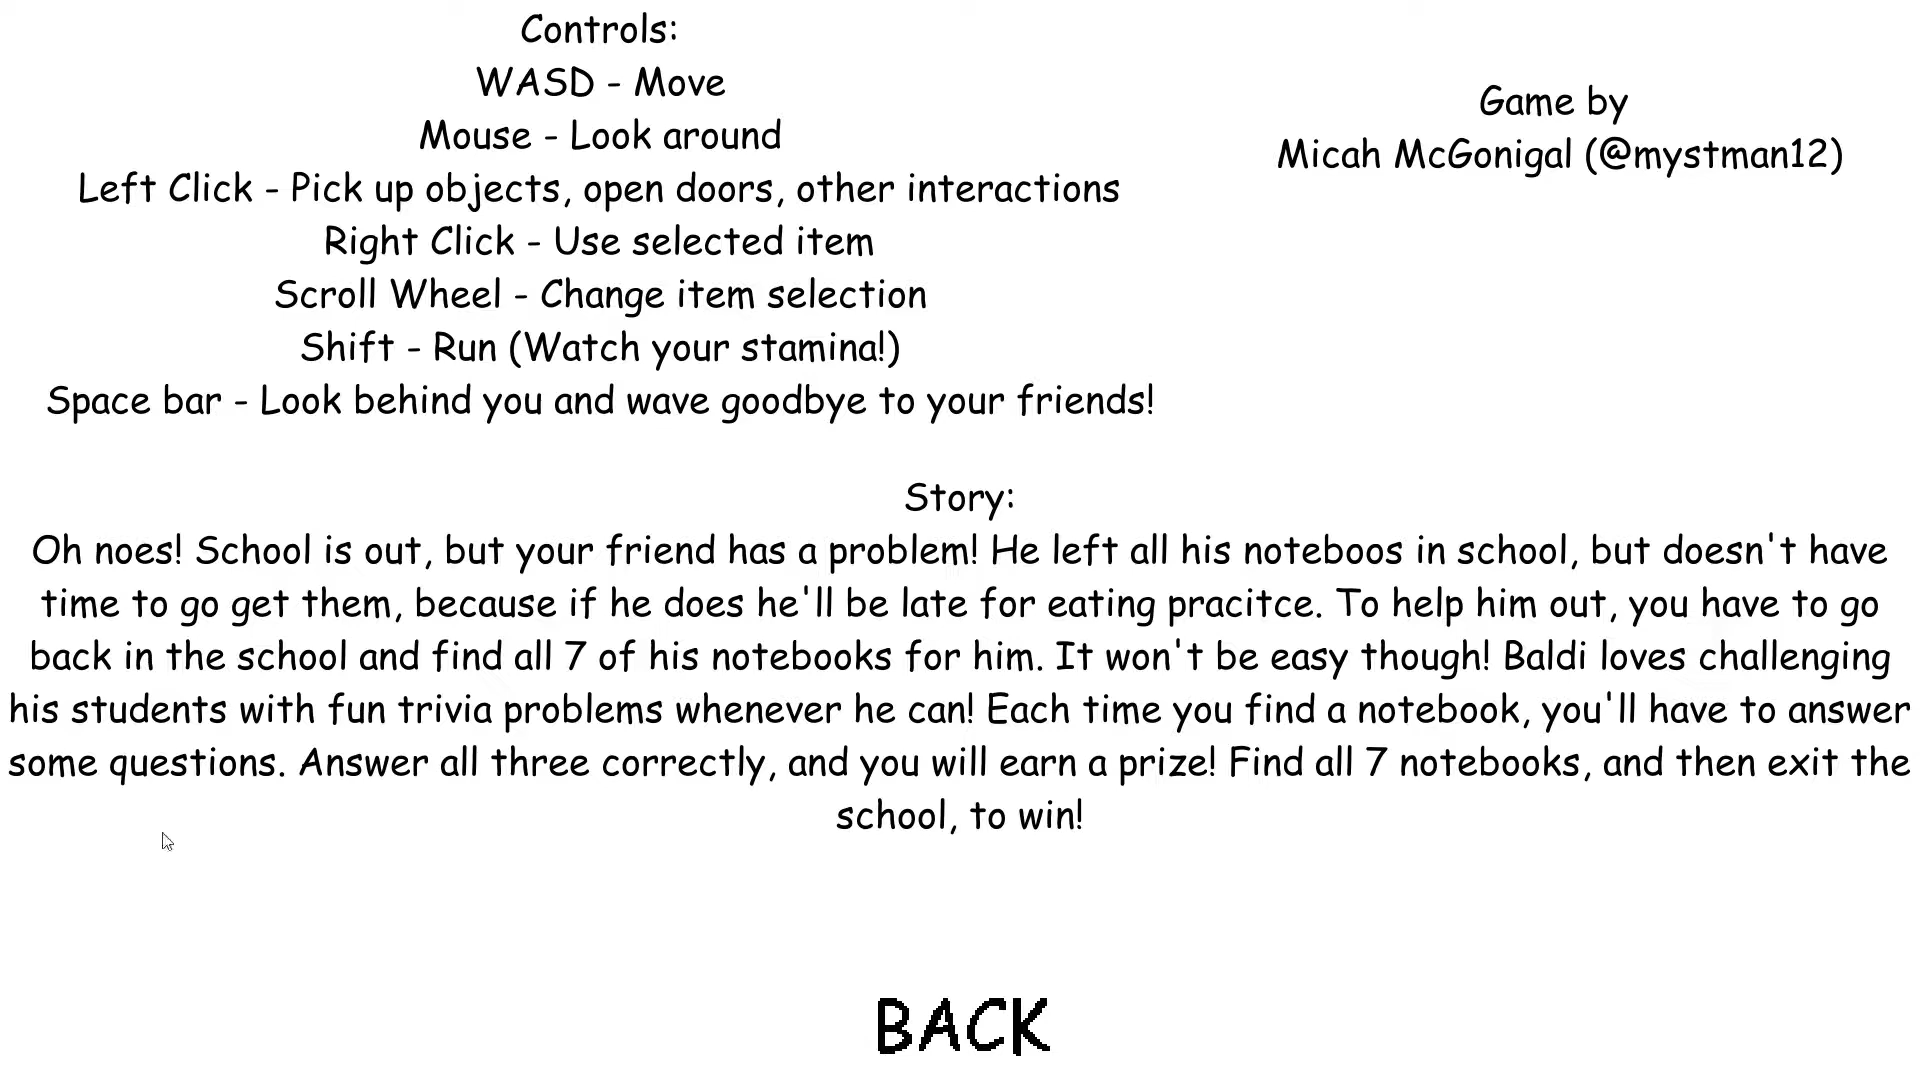 Controls:
WASD - Move
Mouse - Look around
Left Click - Pick up objects, open doors, other interactions
Right Click - Use selected item
Scroll Wheel - Change item selection
Shift - Run (Watch your stamina!)
Space bar - Look behind you and wave goodbye to your friends!
Game by
Micah McGonigal (@mystman12)
Story:
Oh noes! School is out, but your friend has a problem! He left all his noteboos in school, but doesn't have
time to go get them, because if he does he'll be late for eating pracitce. To help him out, you have to go
back in the school and find all 7 of his notebooks for him. It won't be easy though! Baldi loves challenging
his students with fun trivia problems whenever he can! Each time you find a notebook, you'll have to answer
some questions. Answer all three correctly, and you will earn a prize! Find all 7 notebooks, and then exit the
school, to win!
BACK